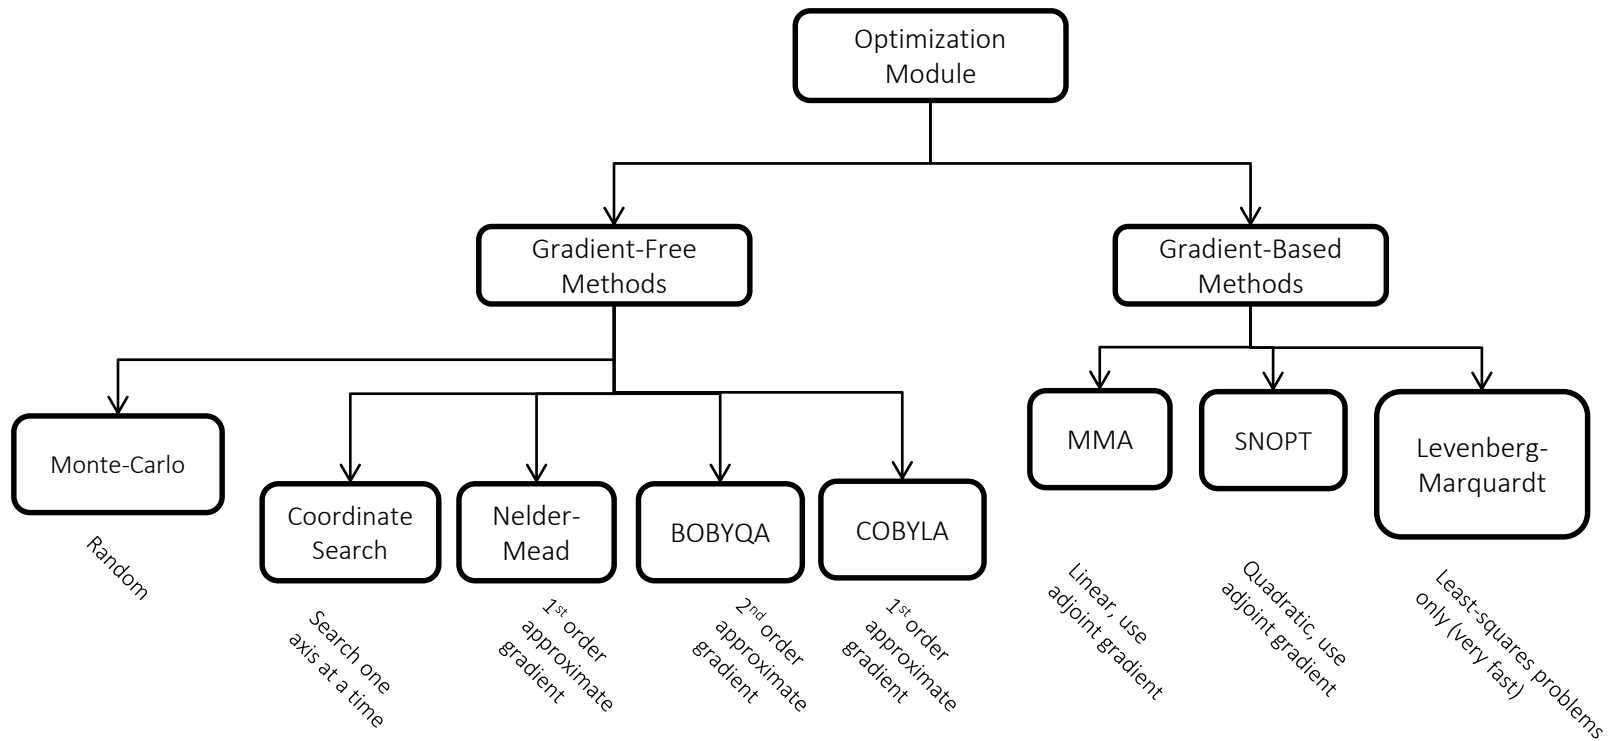 Optimization
Module
Gradient-Free
Methods
Gradient-Based
Methods
Monte-Carlo
Coordinate
Search
Nelder-
Mead
BOBYQA
COBYLA
MMA
SNOPT
Levenberg-
Marquardt
Random
Search one
axis at a time
1st order
approximate
gradient
2nd order
approximate
gradient
1st order
approximate
gradient
Linear, use
adjoint gradient
Quadratic, use
adjoint gradient
Least-squares problems
only (very fast)